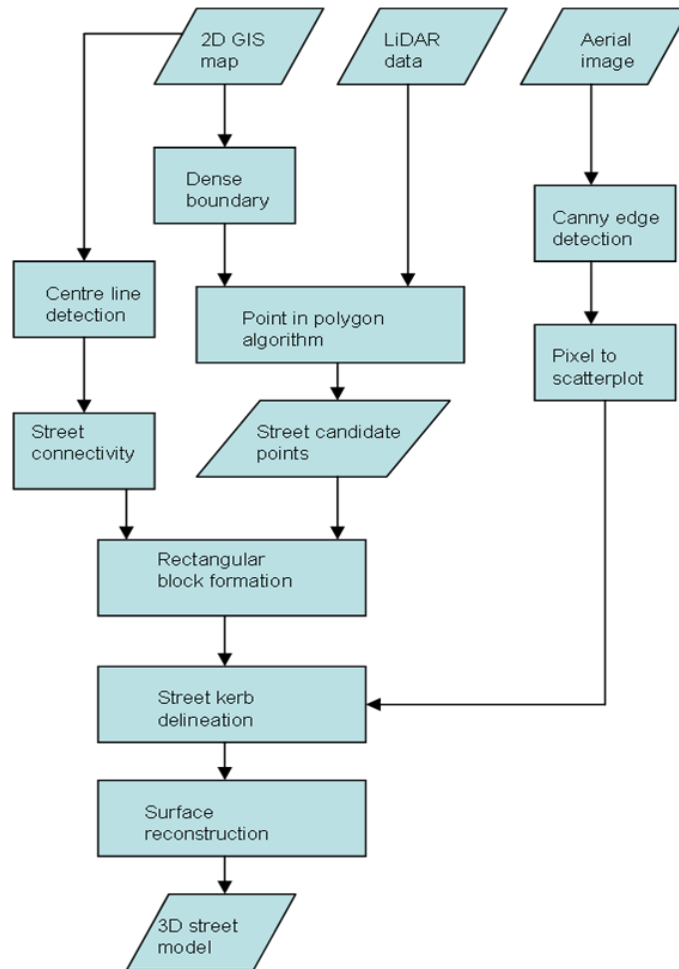 2D GIS
map
LiDAR
data
Aerial
image
Dense
boundary
Canny edge
detection
Centre line
detection
Point in polygon
algorithm
Pixel to
scatterplot
Street
connectivity
Street candidate
points
Rectangular
block formation
Street kerb
delineation
Surface
reconstruction
3D street
model